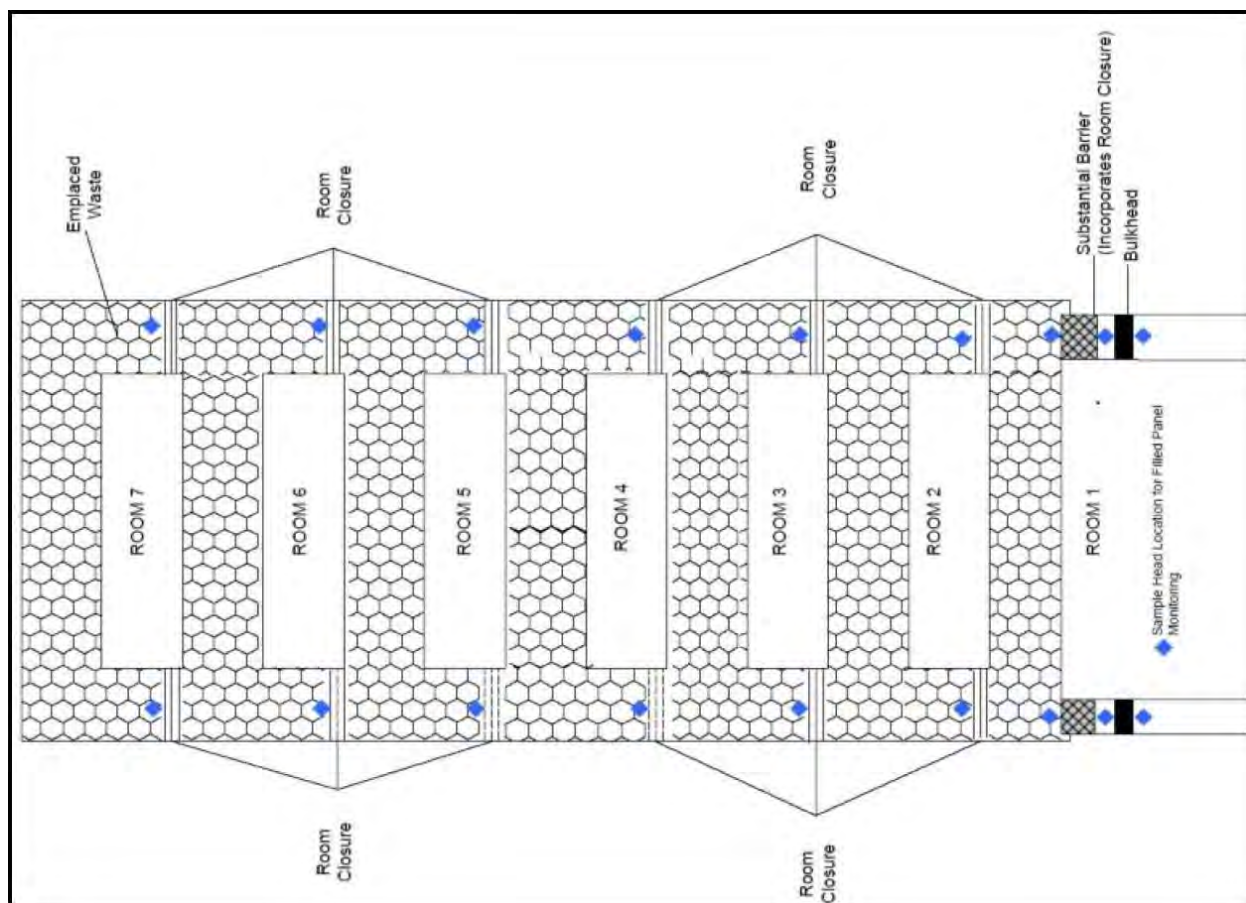 Emplaced
Waste
Room
Closure
Room
Closure
Substantial Barrier
(Incorporates Room Closure)
Bulkhead
ROOM 7
ROOM 6
ROOM 5
ROOM 4
ROOM 3
ROOM 2
ROOM 1
Sample Head Location for Filled Panel
Monitoring
Room
Closure
Room
Closure